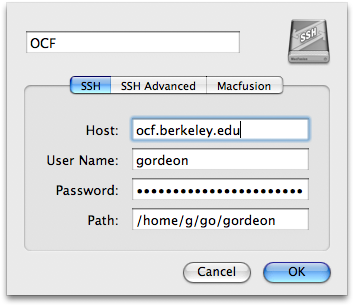 OCF
SSH
SSH SSH Advanced Macfusion
Host: ocf.berkeley.edu
User Name: gordeon
Password: •••••••••••••••••••••••
Path: /home/g/go/gordeon
Cancel OK